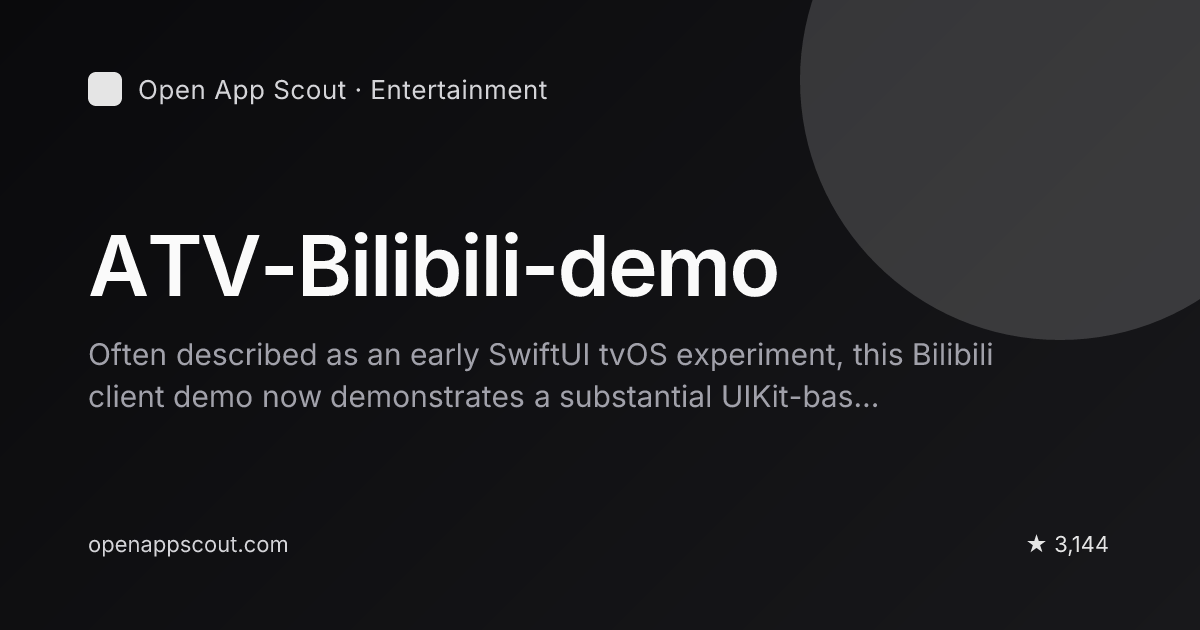 Open App Scout · Entertainment
ATV-Bilibili-demo
Often described as an early SwiftUI tvOS experiment, this Bilibili
client demo now demonstrates a substantial UIKit-bas...
openappscout.com
★ 3,144